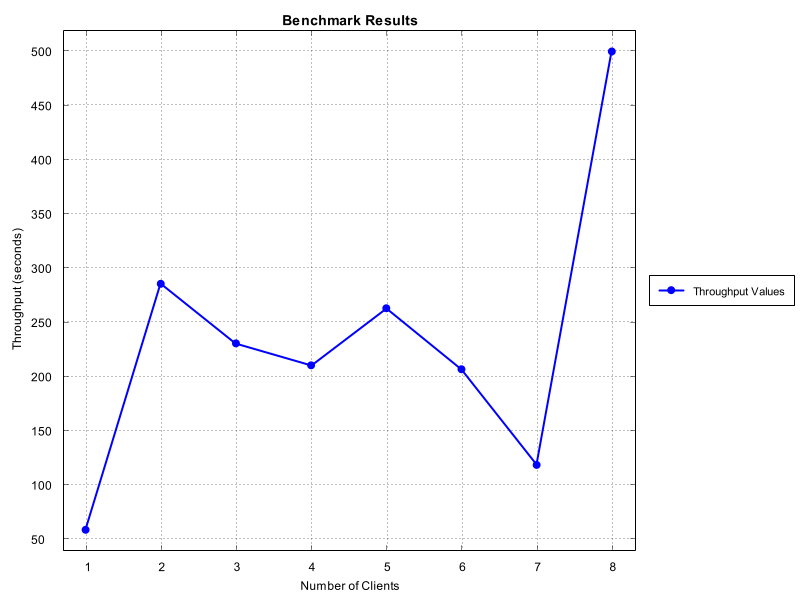 Benchmark Results
500
450
400
350
300
250
200
150
100
50
Throughput (seconds)
1 2 3 4 5 6 7 8
Number of Clients
Throughput Values